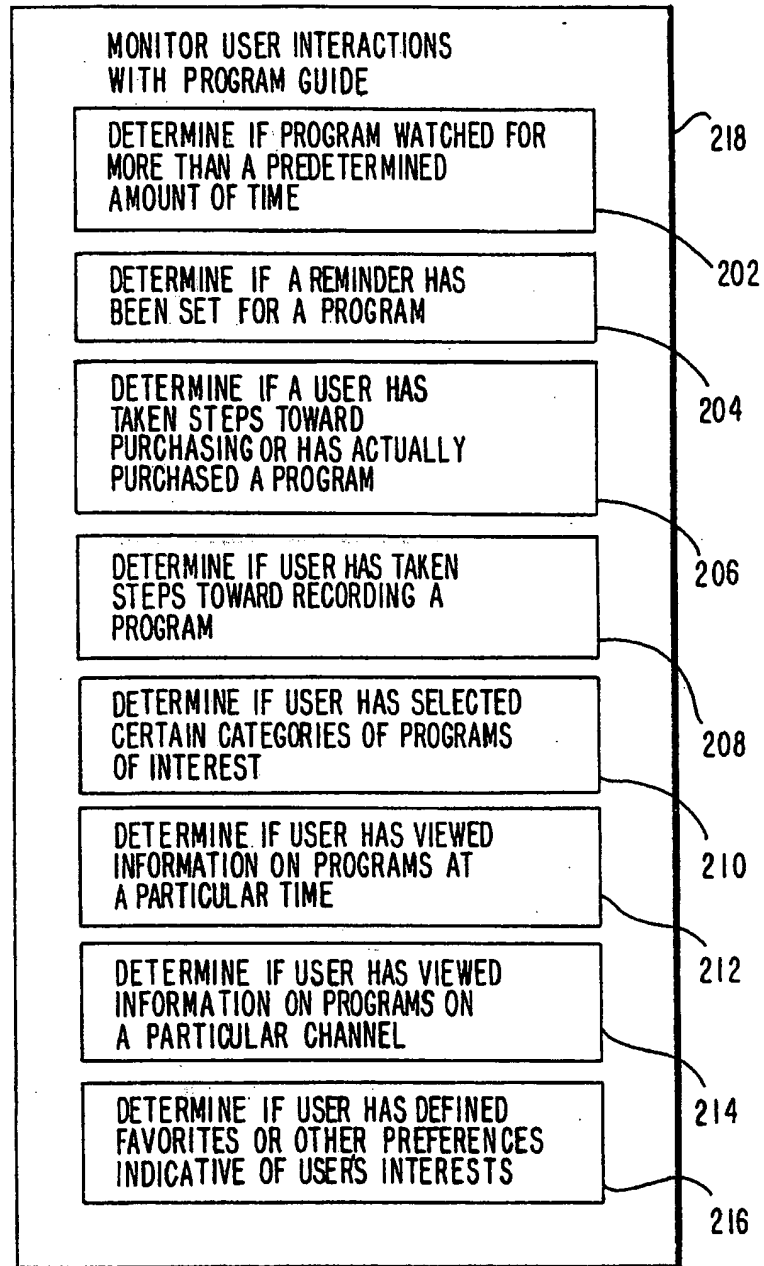 MONITOR USER INTERACTIONS
WITH PROGRAM GUIDE
218
DETERMINE IF PROGRAM WATCHED FOR
MORE THAN A PREDETERMINED
AMOUNT OF TIME
202
DETERMINE IF A REMINDER HAS
BEEN SET FOR A PROGRAM
204
DETERMINE IF A USER HAS
TAKEN STEPS TOWARD
PURCHASING OR HAS ACTUALLY
PURCHASED A PROGRAM
206
DETERMINE IF USER HAS TAKEN
STEPS TOWARD RECORDING A
PROGRAM
208
DETERMINE IF USER HAS SELECTED
CERTAIN CATEGORIES OF PROGRAMS
OF INTEREST
210
DETERMINE IF USER HAS VIEWED
INFORMATION ON PROGRAMS AT
A PARTICULAR TIME
212
DETERMINE IF USER HAS VIEWED
INFORMATION ON PROGRAMS ON
A PARTICULAR CHANNEL
214
DETERMINE IF USER HAS DEFINED
FAVORITES OR OTHER PREFERENCES
INDICATIVE OF USER'S INTERESTS
216